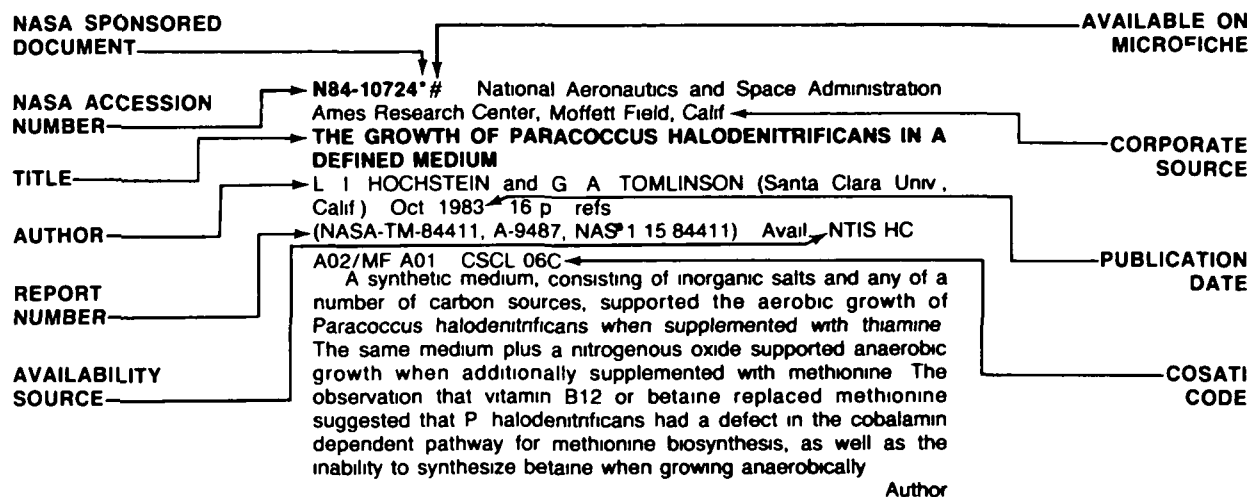 NASA SPONSORED
DOCUMENT
AVAILABLE ON
MICROFICHE
NASA ACCESSION
NUMBER
TITLE
AUTHOR
REPORT
NUMBER
AVAILABILITY
SOURCE
N84-10724*# National Aeronautics and Space Administration
Ames Research Center, Moffett Field, Calif
THE GROWTH OF PARACOCCUS HALODENITRIFICANS IN A
DEFINED MEDIUM
L I HOCHSTEIN and G A TOMLINSON (Santa Clara Univ,
Calif) Oct 1983 16 p refs
(NASA-TM-84411, A-9487, NAS 1 15 84411) Avail NTIS HC
A02/MF A01 CSCL 06C
A synthetic medium, consisting of inorganic salts and any of a
number of carbon sources, supported the aerobic growth of
Paracoccus halodenitrificans when supplemented with thiamine
The same medium plus a nitrogenous oxide supported anaerobic
growth when additionally supplemented with methionine The
observation that vitamin B12 or betaine replaced methionine
suggested that P halodenitrificans had a defect in the cobalamin
dependent pathway for methionine biosynthesis, as well as the
inability to synthesize betaine when growing anaerobically
Author
CORPORATE
SOURCE
PUBLICATION
DATE
COSATI
CODE